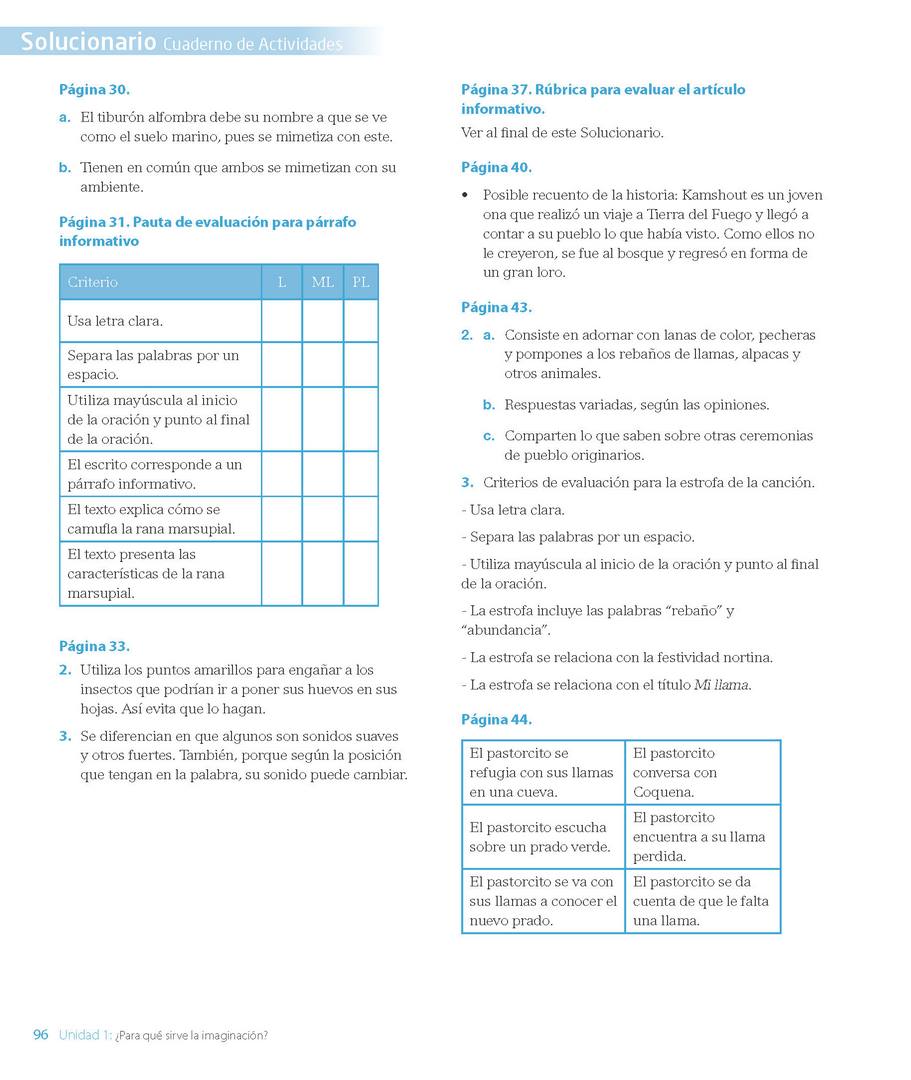 Solucionario Cuaderno de Actividades
Página 30.
a. El tiburón alfombra debe su nombre a que se ve
como el suelo marino, pues se mimetiza con este.
b. Tienen en común que ambos se mimetizan con su
ambiente.
Página 31. Pauta de evaluación para párrafo
informativo
Criterio L ML PL
Usa letra clara.
Separa las palabras por un
espacio.
Utiliza mayúscula al inicio
de la oración y punto al final
de la oración.
El escrito corresponde a un
párrafo informativo.
El texto explica cómo se
camufla la rana marsupial.
El texto presenta las
características de la rana
marsupial.
Página 33.
2. Utiliza los puntos amarillos para engañar a los
insectos que podrían ir a poner sus huevos en sus
hojas. Así evita que lo hagan.
3. Se diferencian en que algunos son sonidos suaves
y otros fuertes. También, porque según la posición
que tengan en la palabra, su sonido puede cambiar.
Página 37. Rúbrica para evaluar el artículo
informativo.
Ver al final de este Solucionario.
Página 40.
• Posible recuento de la historia: Kamshout es un joven
ona que realizó un viaje a Tierra del Fuego y llegó a
contar a su pueblo lo que había visto. Como ellos no
le creyeron, se fue al bosque y regresó en forma de
un gran loro.
Página 43.
2. a. Consiste en adornar con lanas de color, pecheras
y pompones a los rebaños de llamas, alpacas y
otros animales.
b. Respuestas variadas, según las opiniones.
c. Comparten lo que saben sobre otras ceremonias
de pueblo originarios.
3. Criterios de evaluación para la estrofa de la canción.
- Usa letra clara.
- Separa las palabras por un espacio.
- Utiliza mayúscula al inicio de la oración y punto al final
de la oración.
- La estrofa incluye las palabras “rebaño” y
“abundancia”.
- La estrofa se relaciona con la festividad nortina.
- La estrofa se relaciona con el título Mi llama.
Página 44.
El pastorcito se
refugia con sus llamas
en una cueva.
El pastorcito
conversa con
Coquena.
El pastorcito escucha
sobre un prado verde.
El pastorcito
encuentra a su llama
perdida.
El pastorcito se va con
sus llamas a conocer el
nuevo prado.
El pastorcito se da
cuenta de que le falta
una llama.
96 Unidad 1: ¿Para qué sirve la imaginación?